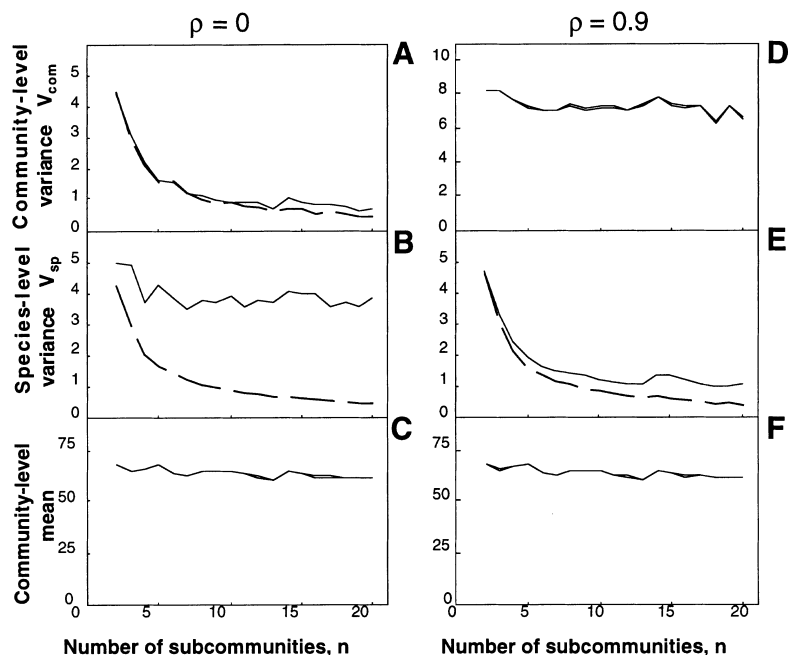 ρ = 0
ρ = 0.9
Community-level
variance V_com
5
4
3
2
1
0
A
10
8
6
4
2
0
D
Species-level
variance V_sp
5
4
3
2
1
0
B
5
4
3
2
1
0
E
Community-level
mean
75
50
25
0
C
75
50
25
0
F
0 5 10 15 20
0 5 10 15 20
Number of subcommunities, n
Number of subcommunities, n